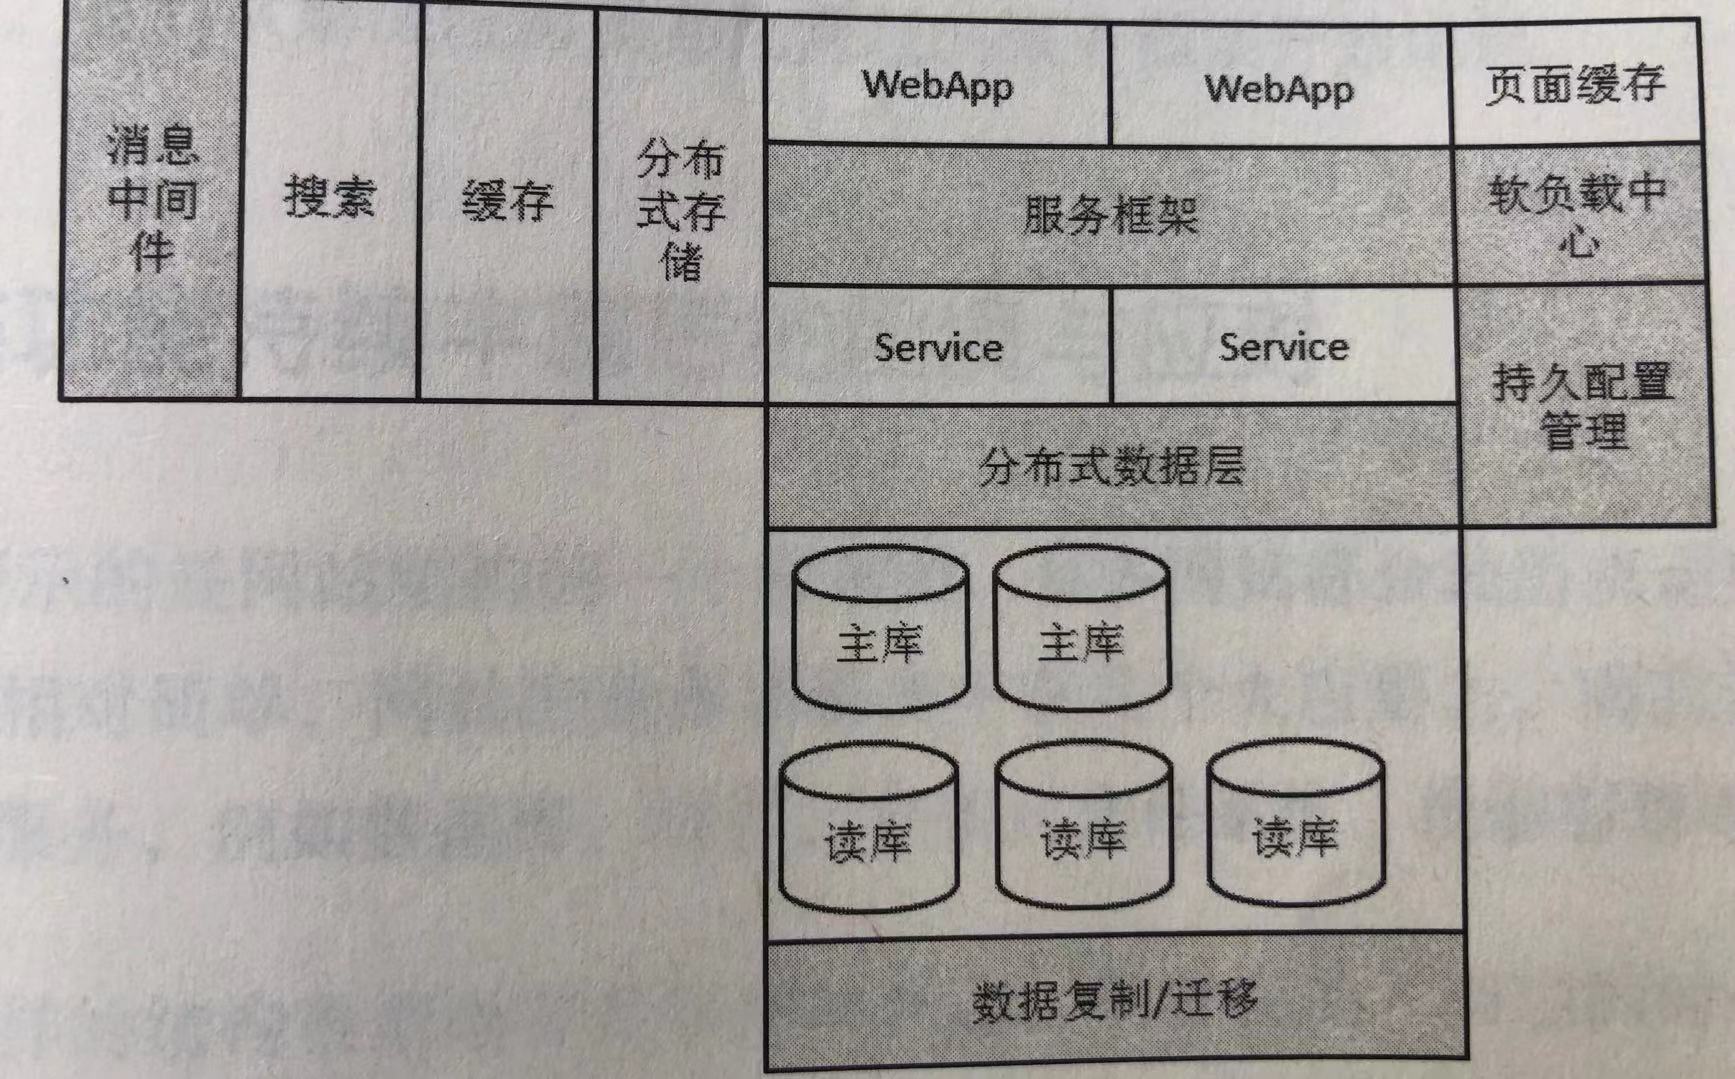 消息
中间
件
搜索
缓存
分布
式存
储
WebApp
WebApp
页面缓存
服务框架
软负载中
心
Service
Service
持久配置
管理
分布式数据层
主库
主库
读库
读库
读库
数据复制/迁移